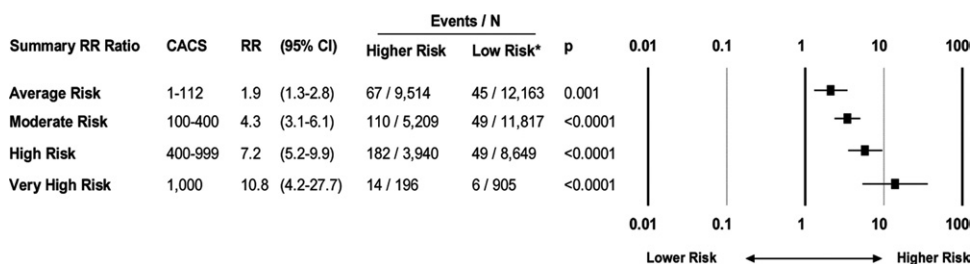 Events / N
Summary RR Ratio CACS RR (95% CI) Higher Risk Low Risk* p 0.01 0.1 1 10 100
Average Risk 1-112 1.9 (1.3-2.8) 67 / 9,514 45 / 12,163 0.001
Moderate Risk 100-400 4.3 (3.1-6.1) 110 / 5,209 49 / 11,817 <0.0001
High Risk 400-999 7.2 (5.2-9.9) 182 / 3,940 49 / 8,649 <0.0001
Very High Risk 1,000 10.8 (4.2-27.7) 14 / 196 6 / 905 <0.0001
0.01 0.1 1 10 100
Lower Risk Higher Risk